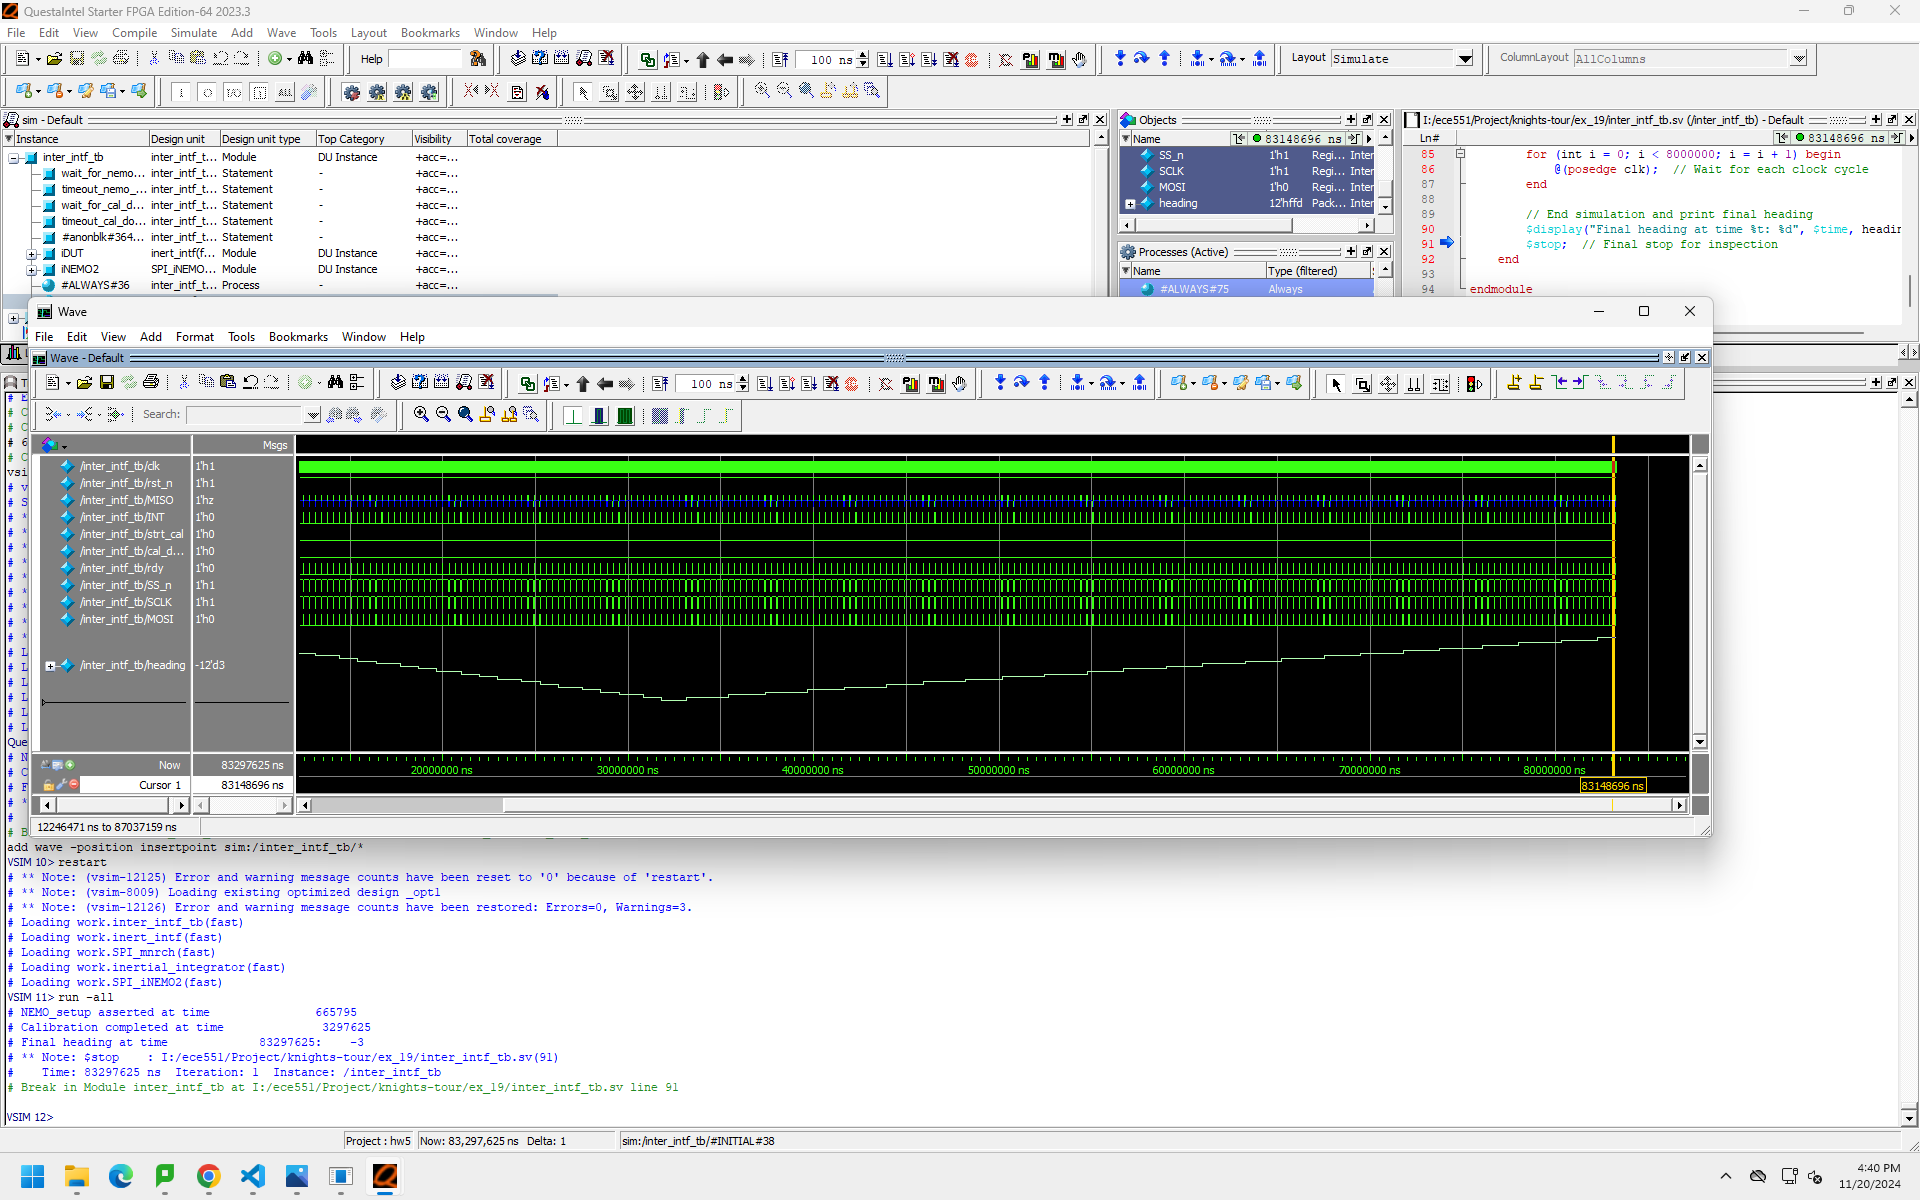 QuestaIntel Starter FPGA Edition-64 2023.3
File Edit View Compile Simulate Add Wave Tools Layout Bookmarks Window Help
Help 100 ns Layout Simulate ColumnLayout AllColumns
sim - Default
Instance Design unit Design unit type Top Category Visibility Total coverage
inter_intf_tb inter_intf_t... Module DU Instance +acc=...
wait_for_nemo... inter_intf_t... Statement - +acc=...
timeout_nemo_... inter_intf_t... Statement - +acc=...
wait_for_cal_d... inter_intf_t... Statement - +acc=...
timeout_cal_do... inter_intf_t... Statement - +acc=...
#anonblk#364... inter_intf_t... Statement - +acc=...
iDUT inert_intf(f... Module DU Instance +acc=...
iNEMO2 SPI_iNEMO... Module DU Instance +acc=...
#ALWAYS#36 inter_intf_t... Process - +acc=...
Objects
Name 83148696 ns
SS_n 1'h1 Regi... Inter
SCLK 1'h1 Regi... Inter
MOSI 1'h0 Regi... Inter
heading 12'hffd Pack... Inter
Processes (Active)
Name Type (filtered)
#ALWAYS#75 Always
I:/ece551/Project/knights-tour/ex_19/inter_intf_tb.sv (/inter_intf_tb) - Default
Ln# 83148696 ns
85 for (int i = 0; i < 8000000; i = i + 1) begin
86 @(posedge clk); // Wait for each clock cycle
87 end
88
89 // End simulation and print final heading
90 $display("Final heading at time %t: %d", $time, headin
91 $stop; // Final stop for inspection
92 end
93
94 endmodule
Wave
File Edit View Add Format Tools Bookmarks Window Help
Wave - Default
100 ns
Search:
Msgs
/inter_intf_tb/clk 1'h1
/inter_intf_tb/rst_n 1'h1
/inter_intf_tb/MISO 1'hz
/inter_intf_tb/INT 1'h0
/inter_intf_tb/strt_cal 1'h0
/inter_intf_tb/cal_d... 1'h0
/inter_intf_tb/rdy 1'h0
/inter_intf_tb/SS_n 1'h1
/inter_intf_tb/SCLK 1'h1
/inter_intf_tb/MOSI 1'h0
/inter_intf_tb/heading -12'd3
Now 83297625 ns
20000000 ns 30000000 ns 40000000 ns 50000000 ns 60000000 ns 70000000 ns 80000000 ns
Cursor 1 83148696 ns
83148696 ns
12246471 ns to 87037159 ns
add wave -position insertpoint sim:/inter_intf_tb/*
VSIM 10> restart
# ** Note: (vsim-12125) Error and warning message counts have been reset to '0' because of 'restart'.
# ** Note: (vsim-8009) Loading existing optimized design _opt1
# ** Note: (vsim-12126) Error and warning message counts have been restored: Errors=0, Warnings=3.
# Loading work.inter_intf_tb(fast)
# Loading work.inert_intf(fast)
# Loading work.SPI_mnrch(fast)
# Loading work.inertial_integrator(fast)
# Loading work.SPI_iNEMO2(fast)
VSIM 11> run -all
# NEMO_setup asserted at time 665795
# Calibration completed at time 3297625
# Final heading at time 83297625: -3
# ** Note: $stop : I:/ece551/Project/knights-tour/ex_19/inter_intf_tb.sv(91)
# Time: 83297625 ns Iteration: 1 Instance: /inter_intf_tb
# Break in Module inter_intf_tb at I:/ece551/Project/knights-tour/ex_19/inter_intf_tb.sv line 91
VSIM 12>
Project : hw5 Now: 83,297,625 ns Delta: 1 sim:/inter_intf_tb/#INITIAL#38
4:40 PM
11/20/2024